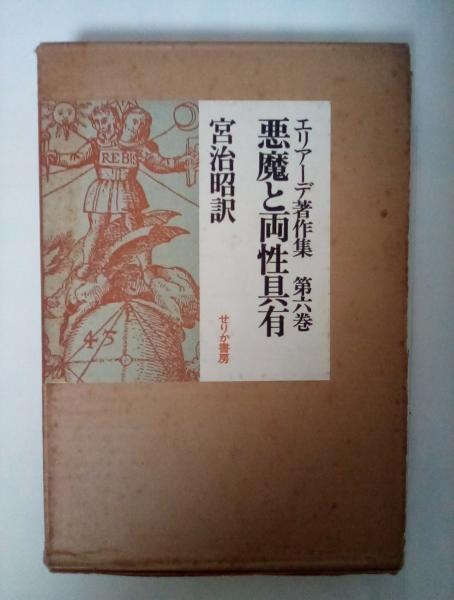 エリアーデ著作集 第六巻
悪魔と両性具有
宮治昭訳
せりか書房
REBIS
45